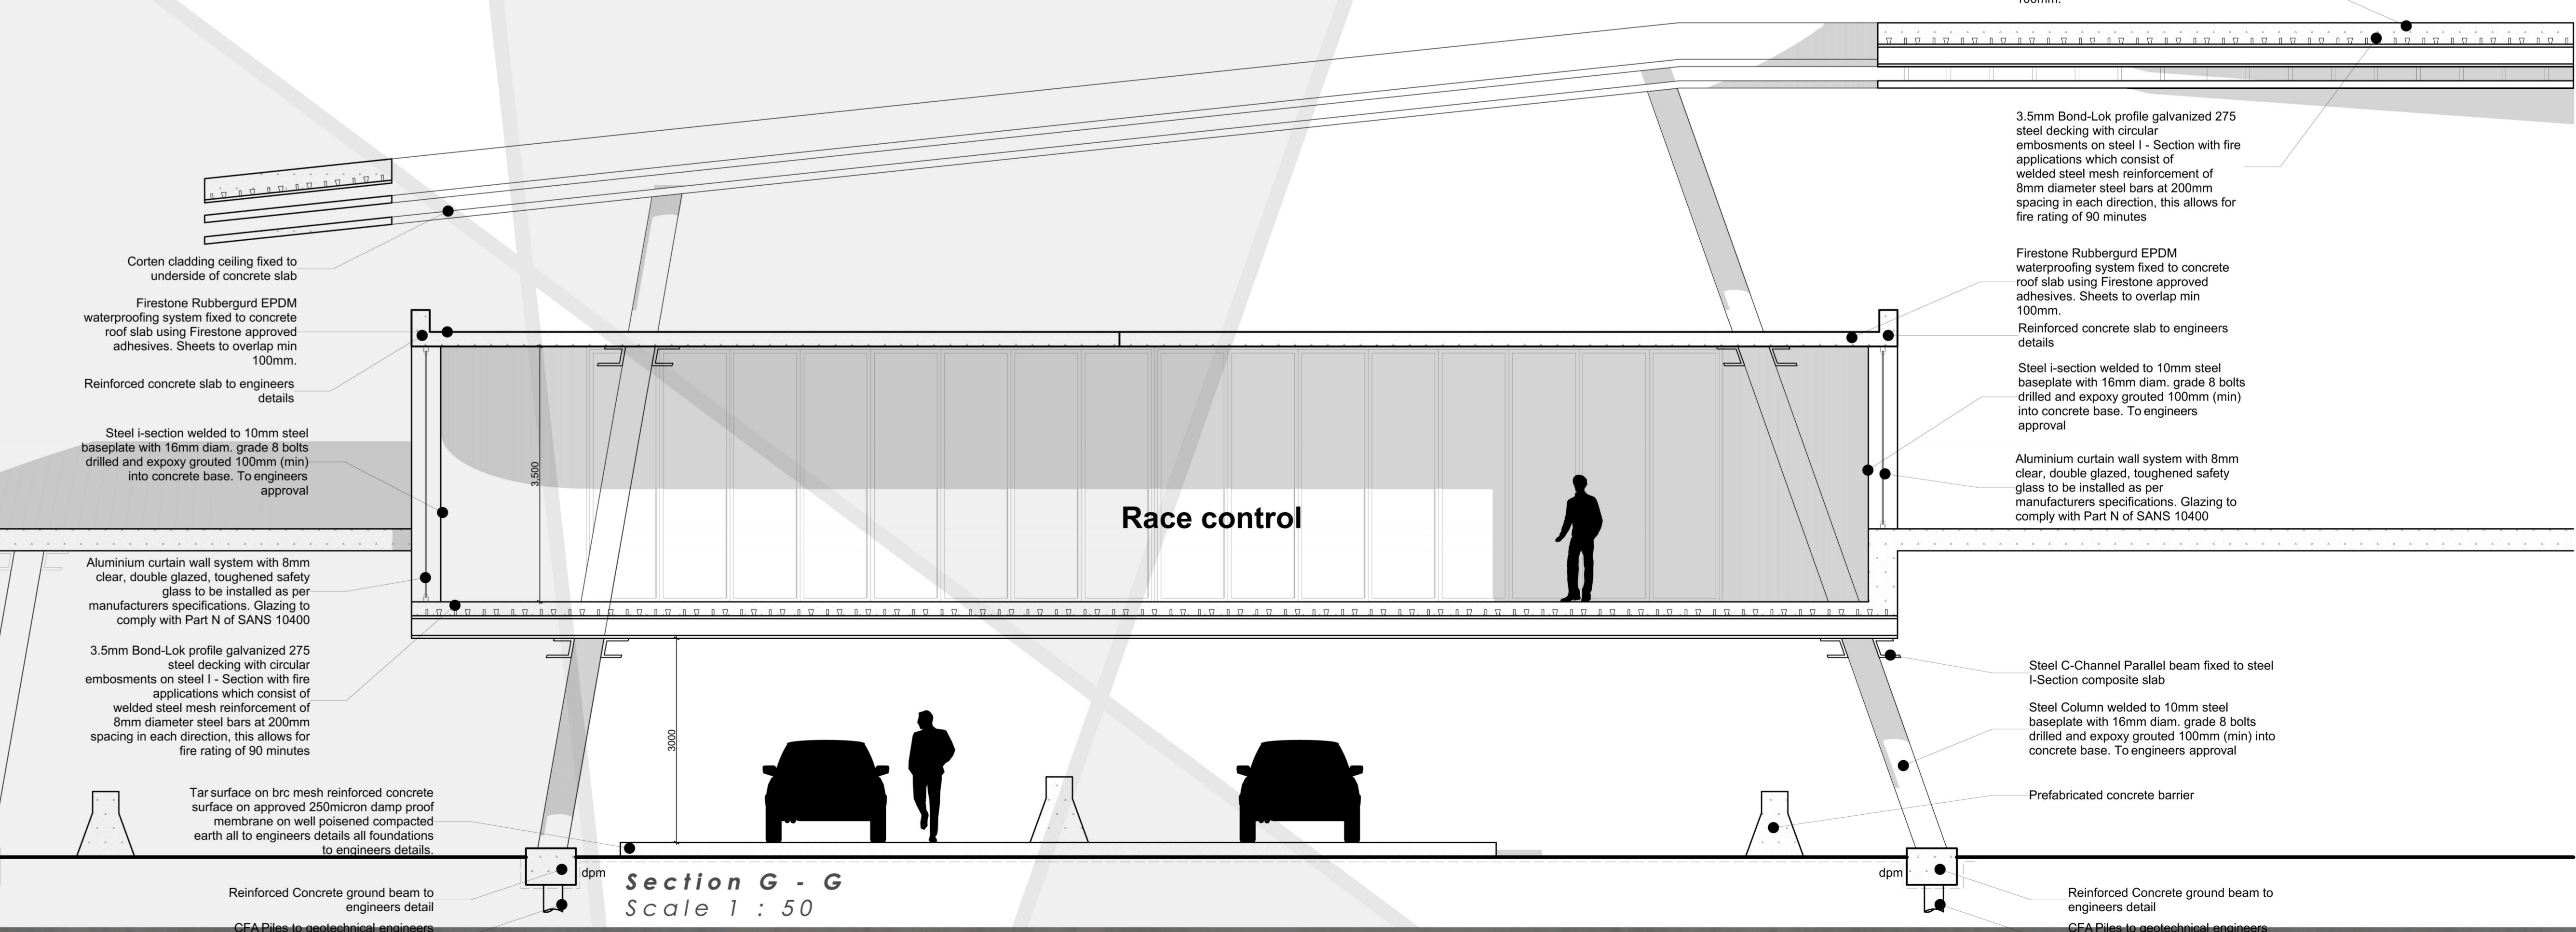 100mm.
3.5mm Bond-Lok profile galvanized 275
steel decking with circular
embosments on steel I - Section with fire
applications which consist of
welded steel mesh reinforcement of
8mm diameter steel bars at 200mm
spacing in each direction, this allows for
fire rating of 90 minutes
Corten cladding ceiling fixed to
underside of concrete slab
Firestone Rubbergurd EPDM
waterproofing system fixed to concrete
roof slab using Firestone approved
adhesives. Sheets to overlap min
100mm.
Reinforced concrete slab to engineers
details
Steel i-section welded to 10mm steel
baseplate with 16mm diam. grade 8 bolts
drilled and expoxy grouted 100mm (min)
into concrete base. To engineers
approval
Aluminium curtain wall system with 8mm
clear, double glazed, toughened safety
glass to be installed as per
manufacturers specifications. Glazing to
comply with Part N of SANS 10400
3.5mm Bond-Lok profile galvanized 275
steel decking with circular
embosments on steel I - Section with fire
applications which consist of
welded steel mesh reinforcement of
8mm diameter steel bars at 200mm
spacing in each direction, this allows for
fire rating of 90 minutes
Tar surface on brc mesh reinforced concrete
surface on approved 250micron damp proof
membrane on well poisened compacted
earth all to engineers details all foundations
to engineers details.
Reinforced Concrete ground beam to
engineers detail
CFA Piles to geotechnical engineers
3,500
Race control
3000
dpm
Section G - G
Scale 1 : 50
dpm
Firestone Rubbergurd EPDM
waterproofing system fixed to concrete
roof slab using Firestone approved
adhesives. Sheets to overlap min
100mm.
Reinforced concrete slab to engineers
details
Steel i-section welded to 10mm steel
baseplate with 16mm diam. grade 8 bolts
drilled and expoxy grouted 100mm (min)
into concrete base. To engineers
approval
Aluminium curtain wall system with 8mm
clear, double glazed, toughened safety
glass to be installed as per
manufacturers specifications. Glazing to
comply with Part N of SANS 10400
Steel C-Channel Parallel beam fixed to steel
I-Section composite slab
Steel Column welded to 10mm steel
baseplate with 16mm diam. grade 8 bolts
drilled and expoxy grouted 100mm (min) into
concrete base. To engineers approval
Prefabricated concrete barrier
Reinforced Concrete ground beam to
engineers detail
CFA Piles to geotechnical engineers